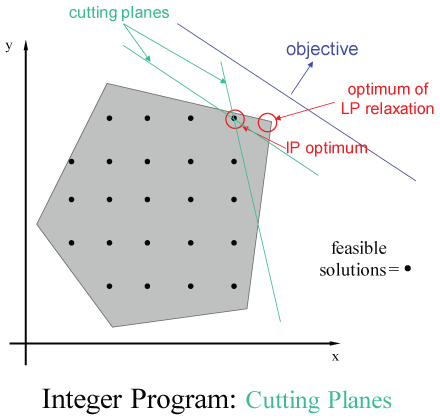 cutting planes
y
objective
optimum of
LP relaxation
IP optimum
feasible
solutions=
x
Integer Program: Cutting Planes